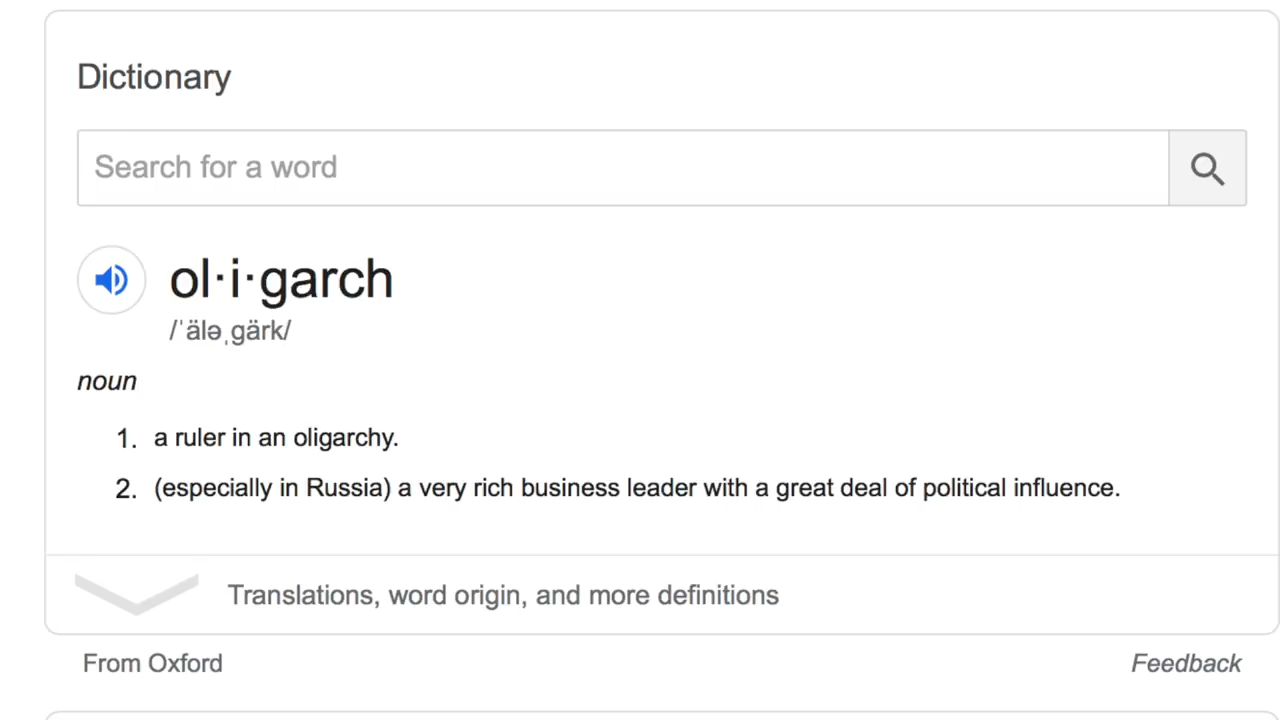 Dictionary
Search for a word
ol·i·garch
/ˈäləˌɡärk/
noun
1. a ruler in an oligarchy.
2. (especially in Russia) a very rich business leader with a great deal of political influence.
Translations, word origin, and more definitions
From Oxford
Feedback